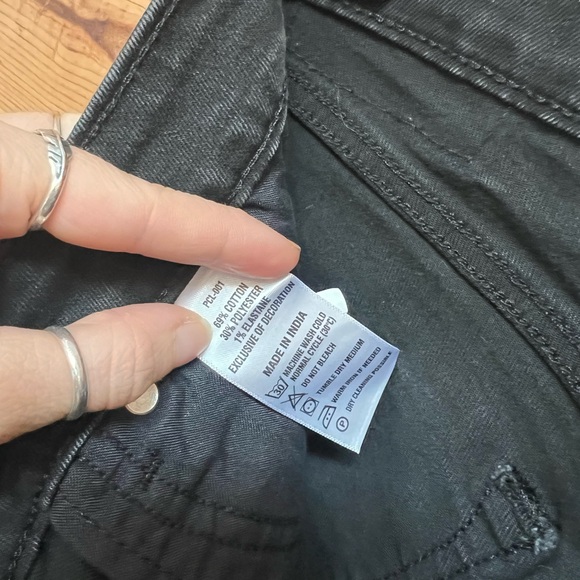 PCL-001
69% COTTON
30% POLYESTER
1% ELASTANE
EXCLUSIVE OF DECORATION
MADE IN INDIA
MACHINE WASH COLD
NORMAL CYCLE (30°C)
DO NOT BLEACH
TUMBLE DRY MEDIUM
WARM IRON IF NEEDED
DRY CLEANING
30
P